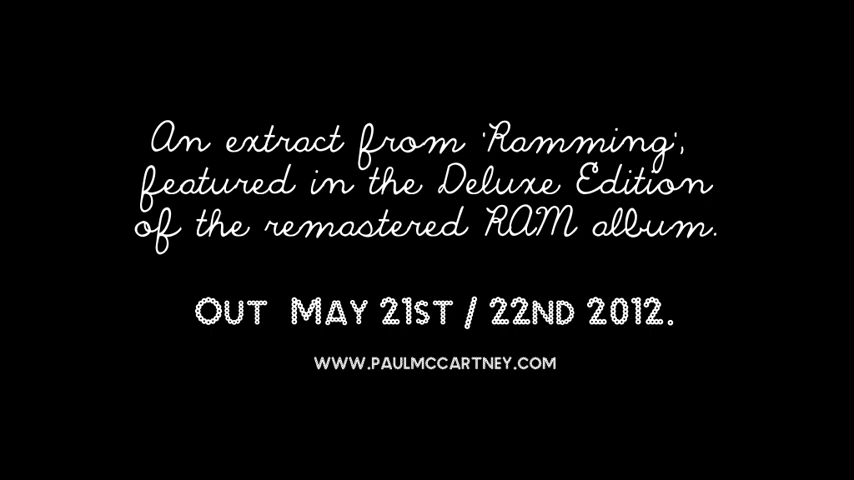 An extract from 'Ramming',
featured in the Deluxe Edition
of the remastered RAM album.
OUT MAY 21ST / 22ND 2012.
WWW.PAULMCCARTNEY.COM